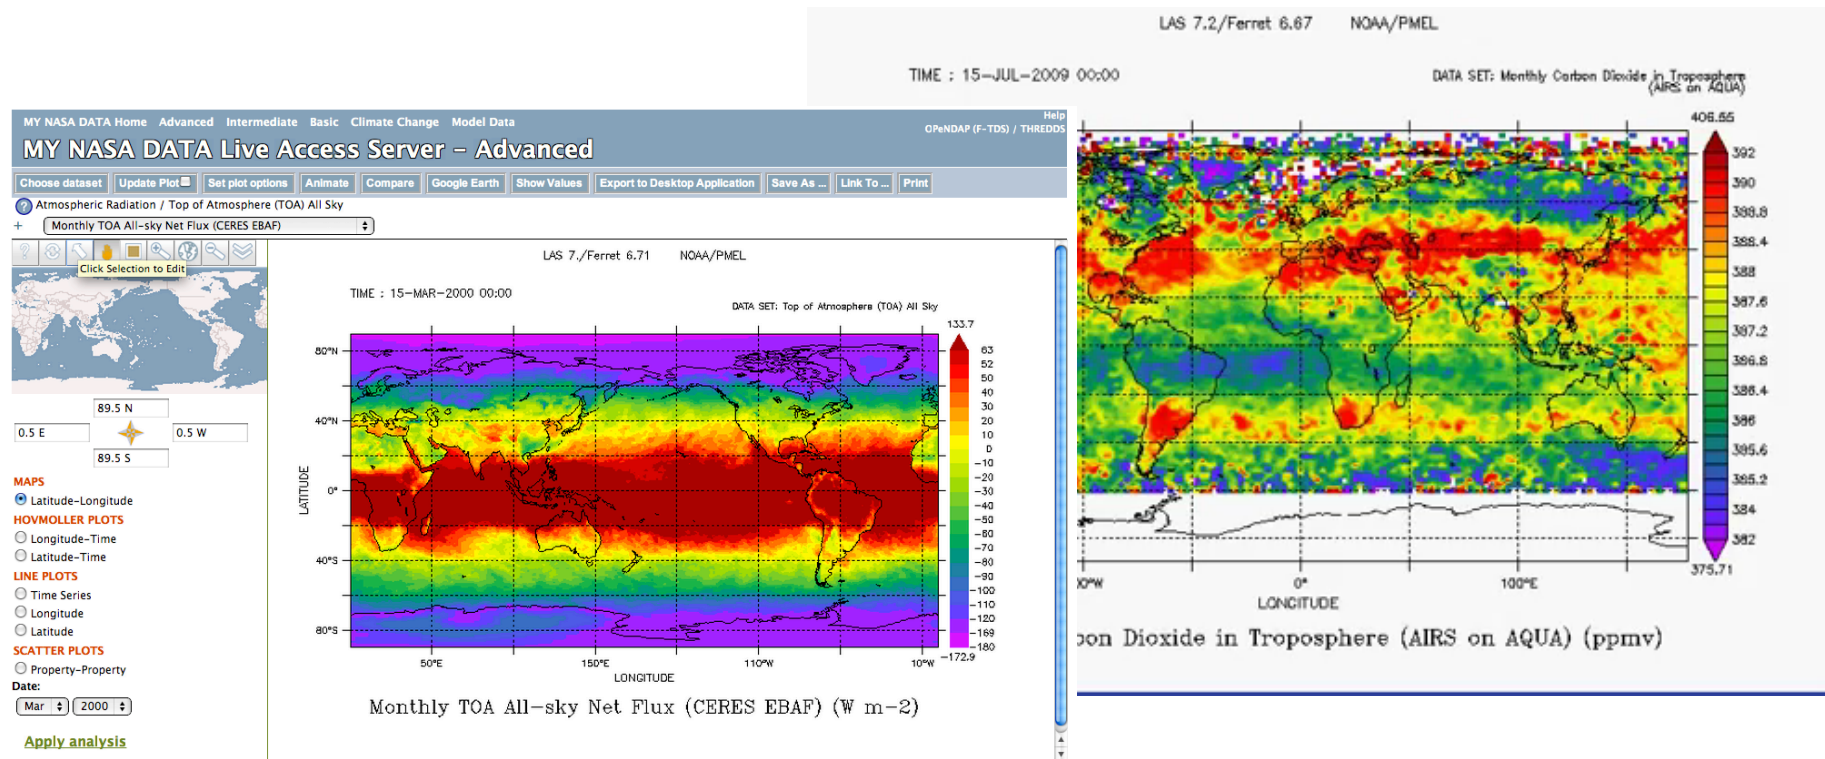 LAS 7.2/Ferret 6.67 NOAA/PMEL
TIME : 15-JUL-2009 00:00
DATA SET: Monthly Carbon Dioxide in Troposphere
(AIRS on AQUA)
406.55
392
390
388.8
388.4
388
387.6
387.2
386.8
386.4
386
385.6
385.2
384
382
375.71
0° 100°E
LONGITUDE
Dioxide in Troposphere (AIRS on AQUA) (ppmv)
MY NASA DATA Home Advanced Intermediate Basic Climate Change Model Data
Help
OPeNDAP (F-TDS) / THREDDS
MY NASA DATA Live Access Server - Advanced
Choose dataset Update Plot Set plot options Animate Compare Google Earth Show Values Export to Desktop Application Save As ... Link To ... Print
? Atmospheric Radiation / Top of Atmosphere (TOA) All Sky
+ Monthly TOA All-sky Net Flux (CERES EBAF)
Click Selection to Edit
89.5 N
0.5 E 0.5 W
89.5 S
MAPS
Latitude-Longitude
HOVMOLLER PLOTS
Longitude-Time
Latitude-Time
LINE PLOTS
Time Series
Longitude
Latitude
SCATTER PLOTS
Property-Property
Date:
Mar 2000
Apply analysis
LAS 7./Ferret 6.71 NOAA/PMEL
TIME : 15-MAR-2000 00:00
DATA SET: Top of Atmosphere (TOA) All Sky
133.7
63
52
50
40
30
20
10
0
-10
-20
-30
-40
-50
-60
-70
-80
-90
-100
-110
-120
-169
-180
-172.9
80°N
40°N
0°
40°S
80°S
LATITUDE
50°E 150°E 110°W 10°W
LONGITUDE
Monthly TOA All-sky Net Flux (CERES EBAF) (W m-2)